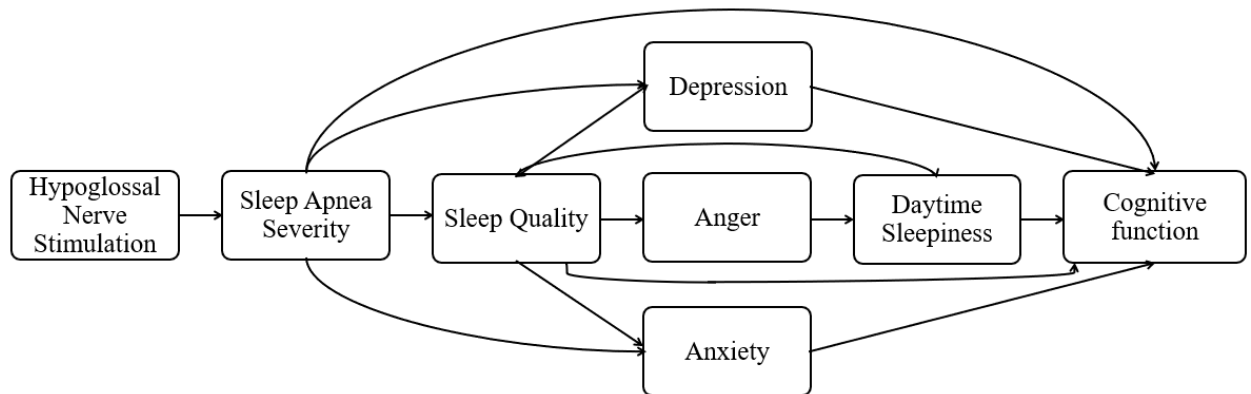 Depression
Hypoglossal
Nerve
Stimulation
Sleep Apnea
Severity
Sleep Quality
Anger
Daytime
Sleepiness
Cognitive
function
Anxiety